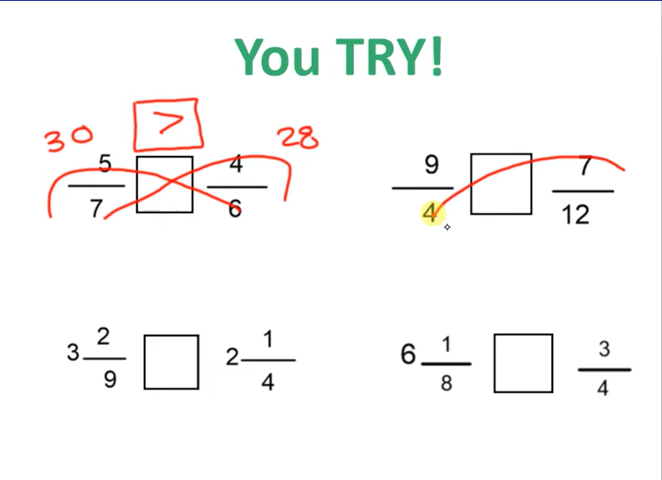 You TRY!
30 > 28
5/7 □ 4/6
9/4 □ 7/12
3 2/9 □ 2 1/4
6 1/8 □ 3/4